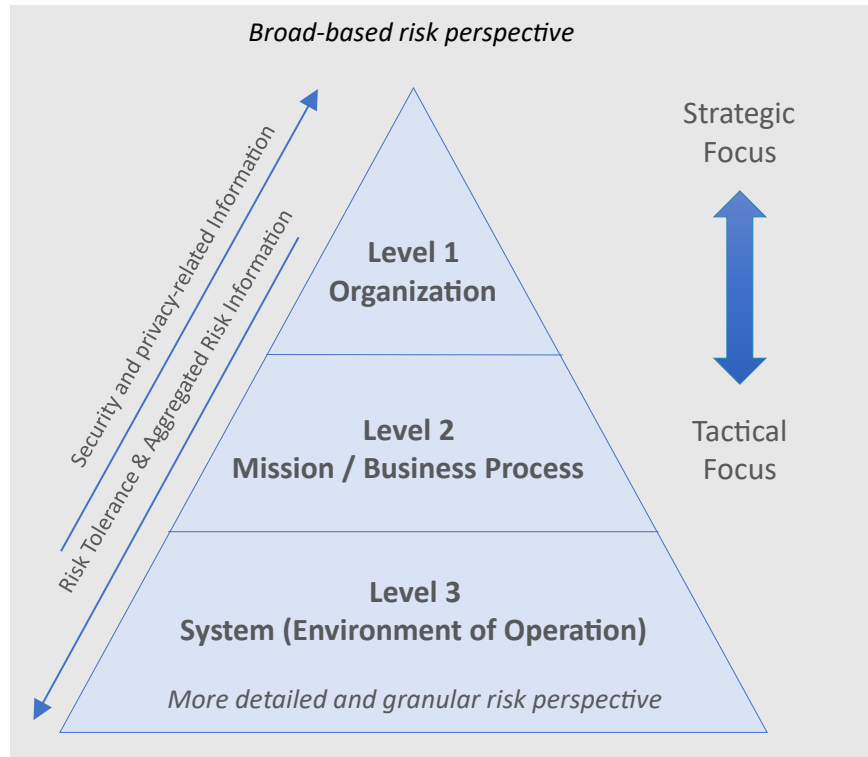 Broad-based risk perspective
Security and privacy-related Information
Risk Tolerance & Aggregated Risk Information
Strategic
Focus
Level 1
Organization
Level 2
Mission / Business Process
Tactical
Focus
Level 3
System (Environment of Operation)
More detailed and granular risk perspective